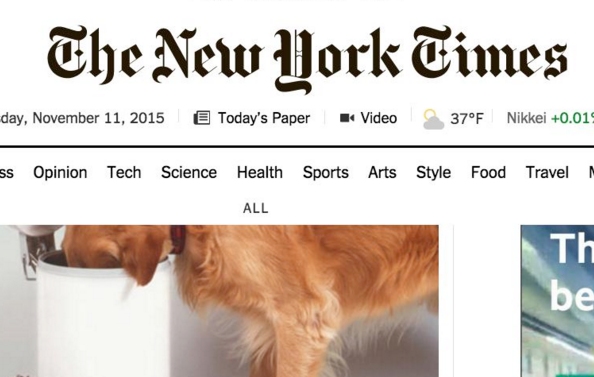 The New York Times
sday, November 11, 2015 Today's Paper Video 37°F Nikkei +0.01%
ss Opinion Tech Science Health Sports Arts Style Food Travel M
ALL
Th
be